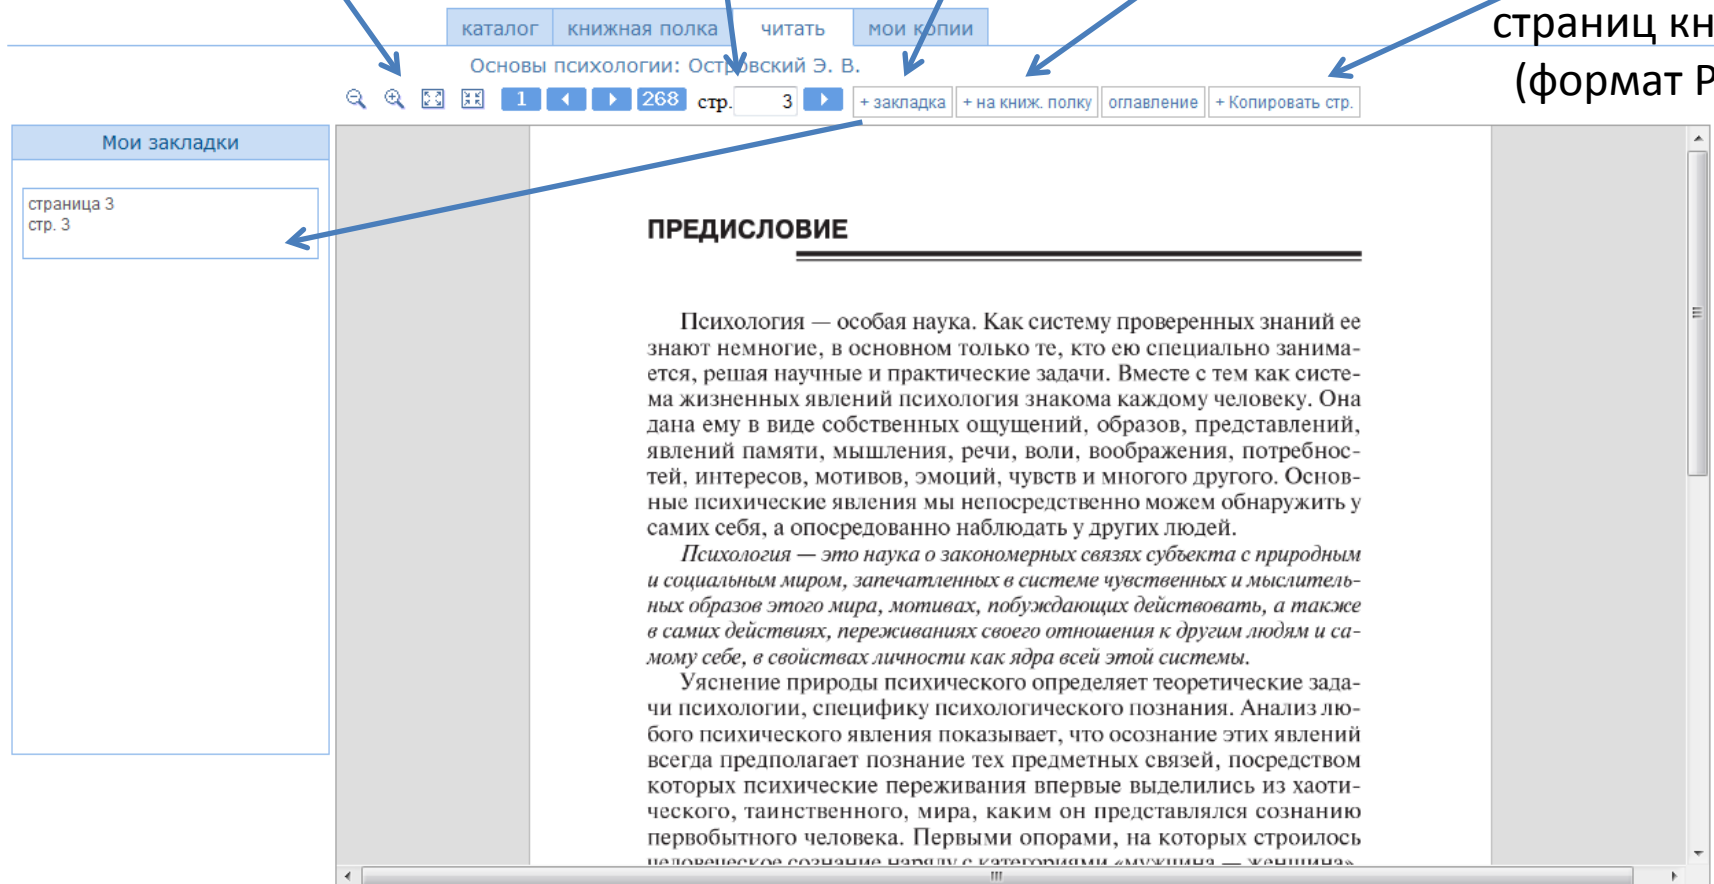 страниц кн
(формат P
каталог книжная полка читать мои копии
Основы психологии: Островский Э. В.
1 268 стр. 3 + закладка + на книж. полку оглавление + Копировать стр.
Мои закладки
страница 3
стр. 3
ПРЕДИСЛОВИЕ
Психология — особая наука. Как систему проверенных знаний ее
знают немногие, в основном только те, кто ею специально занима-
ется, решая научные и практические задачи. Вместе с тем как систе-
ма жизненных явлений психология знакома каждому человеку. Она
дана ему в виде собственных ощущений, образов, представлений,
явлений памяти, мышления, речи, воли, воображения, потребнос-
тей, интересов, мотивов, эмоций, чувств и многого другого. Основ-
ные психические явления мы непосредственно можем обнаружить у
самих себя, а опосредованно наблюдать у других людей.
Психология — это наука о закономерных связях субъекта с природным
и социальным миром, запечатленных в системе чувственных и мыслитель-
ных образов этого мира, мотивах, побуждающих действовать, а также
в самих действиях, переживаниях своего отношения к другим людям и са-
мому себе, в свойствах личности как ядра всей этой системы.
Уяснение природы психического определяет теоретические зада-
чи психологии, специфику психологического познания. Анализ лю-
бого психического явления показывает, что осознание этих явлений
всегда предполагает познание тех предметных связей, посредством
которых психические переживания впервые выделились из хаоти-
ческого, таинственного, мира, каким он представлялся сознанию
первобытного человека. Первыми опорами, на которых строилось
человеческое сознание наряду с категориями «мужчина — женщина»,